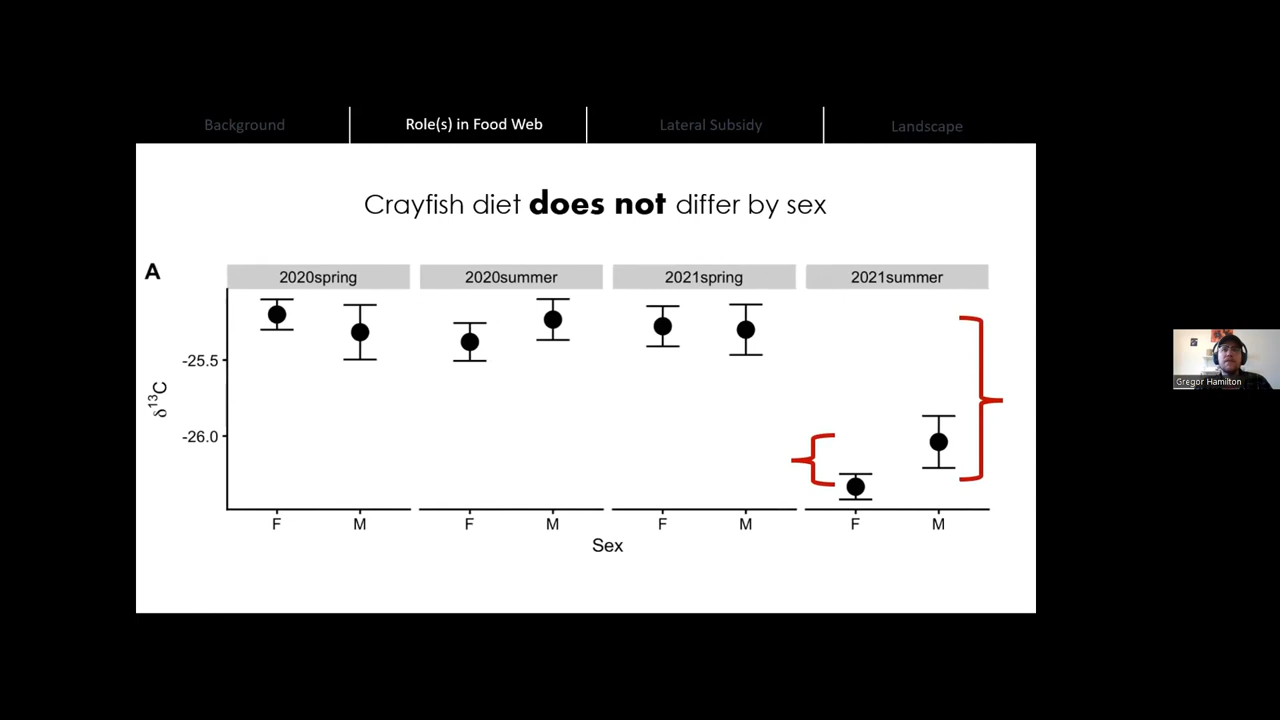 Background
Role(s) in Food Web
Lateral Subsidy
Landscape
Crayfish diet does not differ by sex
A
2020spring
2020summer
2021spring
2021summer
-25.5
-26.0
δ13C
F
M
F
M
F
M
F
M
Sex
Gregor Hamilton